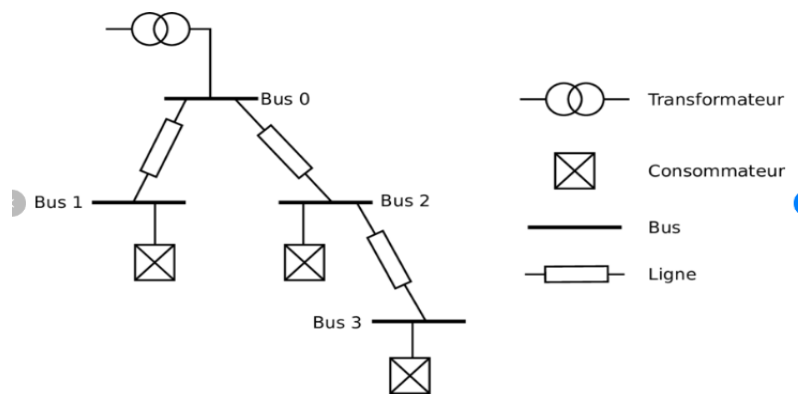 Bus 0
Transformateur
Consommateur
Bus 1
Bus 2
Bus
Ligne
Bus 3